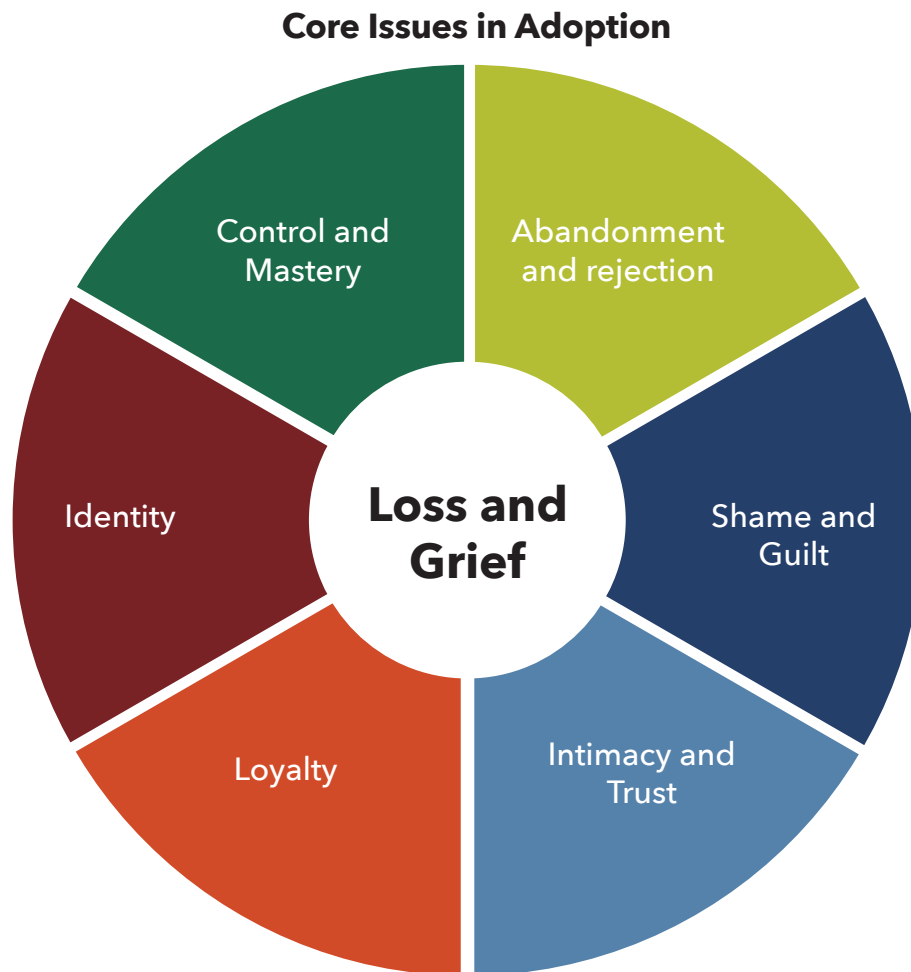 Core Issues in Adoption
Control and
Mastery
Abandonment
and rejection
Identity
Loss and
Grief
Shame and
Guilt
Loyalty
Intimacy and
Trust